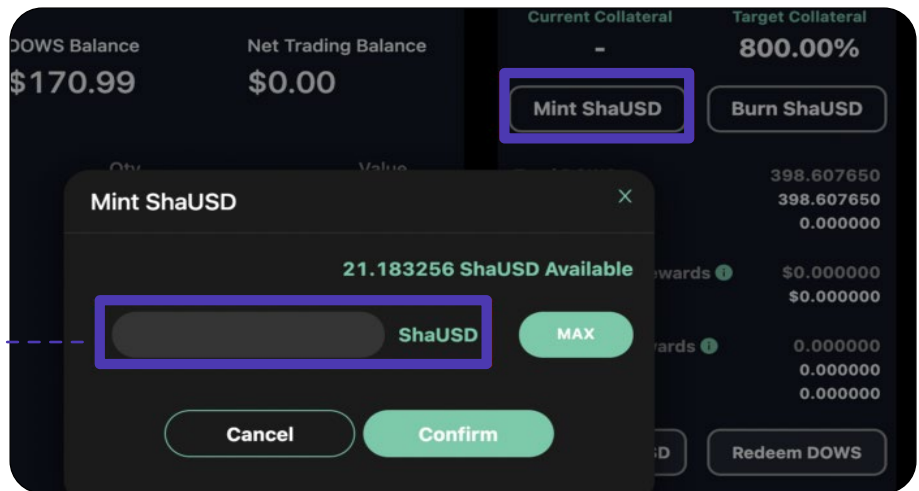 Current Collateral
Target Collateral
DOWS Balance
Net Trading Balance
-
800.00%
$170.99
$0.00
Mint ShaUSD
Burn ShaUSD
Qty
Value
398.607650
Mint ShaUSD
X
398.607650
0.000000
21.183256 ShaUSD Available
ewards
$0.000000
$0.000000
ShaUSD
MAX
wards
0.000000
0.000000
0.000000
Cancel
Confirm
SD
Redeem DOWS